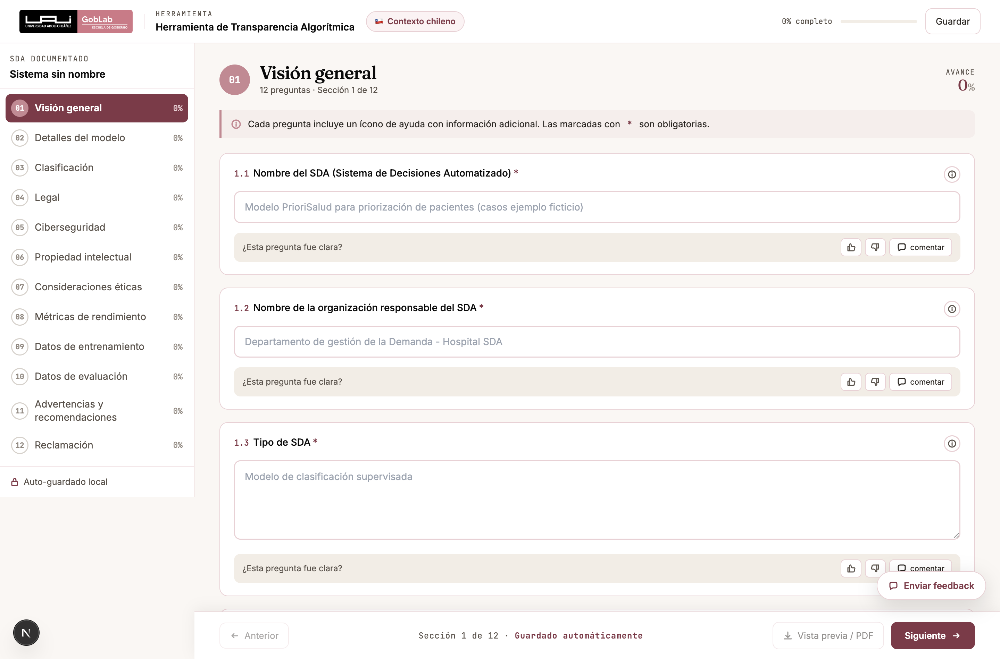 UAI
UNIVERSIDAD ADOLFO IBÁÑEZ
GobLab
ESCUELA DE GOBIERNO
HERRAMIENTA
Herramienta de Transparencia Algorítmica
Contexto chileno
0% completo
Guardar
SDA DOCUMENTADO
Sistema sin nombre
01 Visión general 0%
02 Detalles del modelo 0%
03 Clasificación 0%
04 Legal 0%
05 Ciberseguridad 0%
06 Propiedad intelectual 0%
07 Consideraciones éticas 0%
08 Métricas de rendimiento 0%
09 Datos de entrenamiento 0%
10 Datos de evaluación 0%
11 Advertencias y
recomendaciones 0%
12 Reclamación 0%
Auto-guardado local
N
01
Visión general
12 preguntas · Sección 1 de 12
AVANCE
0%
Cada pregunta incluye un ícono de ayuda con información adicional. Las marcadas con * son obligatorias.
1.1 Nombre del SDA (Sistema de Decisiones Automatizado) *
Modelo PrioriSalud para priorización de pacientes (casos ejemplo ficticio)
¿Esta pregunta fue clara?
comentar
1.2 Nombre de la organización responsable del SDA *
Departamento de gestión de la Demanda - Hospital SDA
¿Esta pregunta fue clara?
comentar
1.3 Tipo de SDA *
Modelo de clasificación supervisada
¿Esta pregunta fue clara?
comentar
Enviar feedback
← Anterior
Sección 1 de 12 · Guardado automáticamente
Vista previa / PDF
Siguiente →